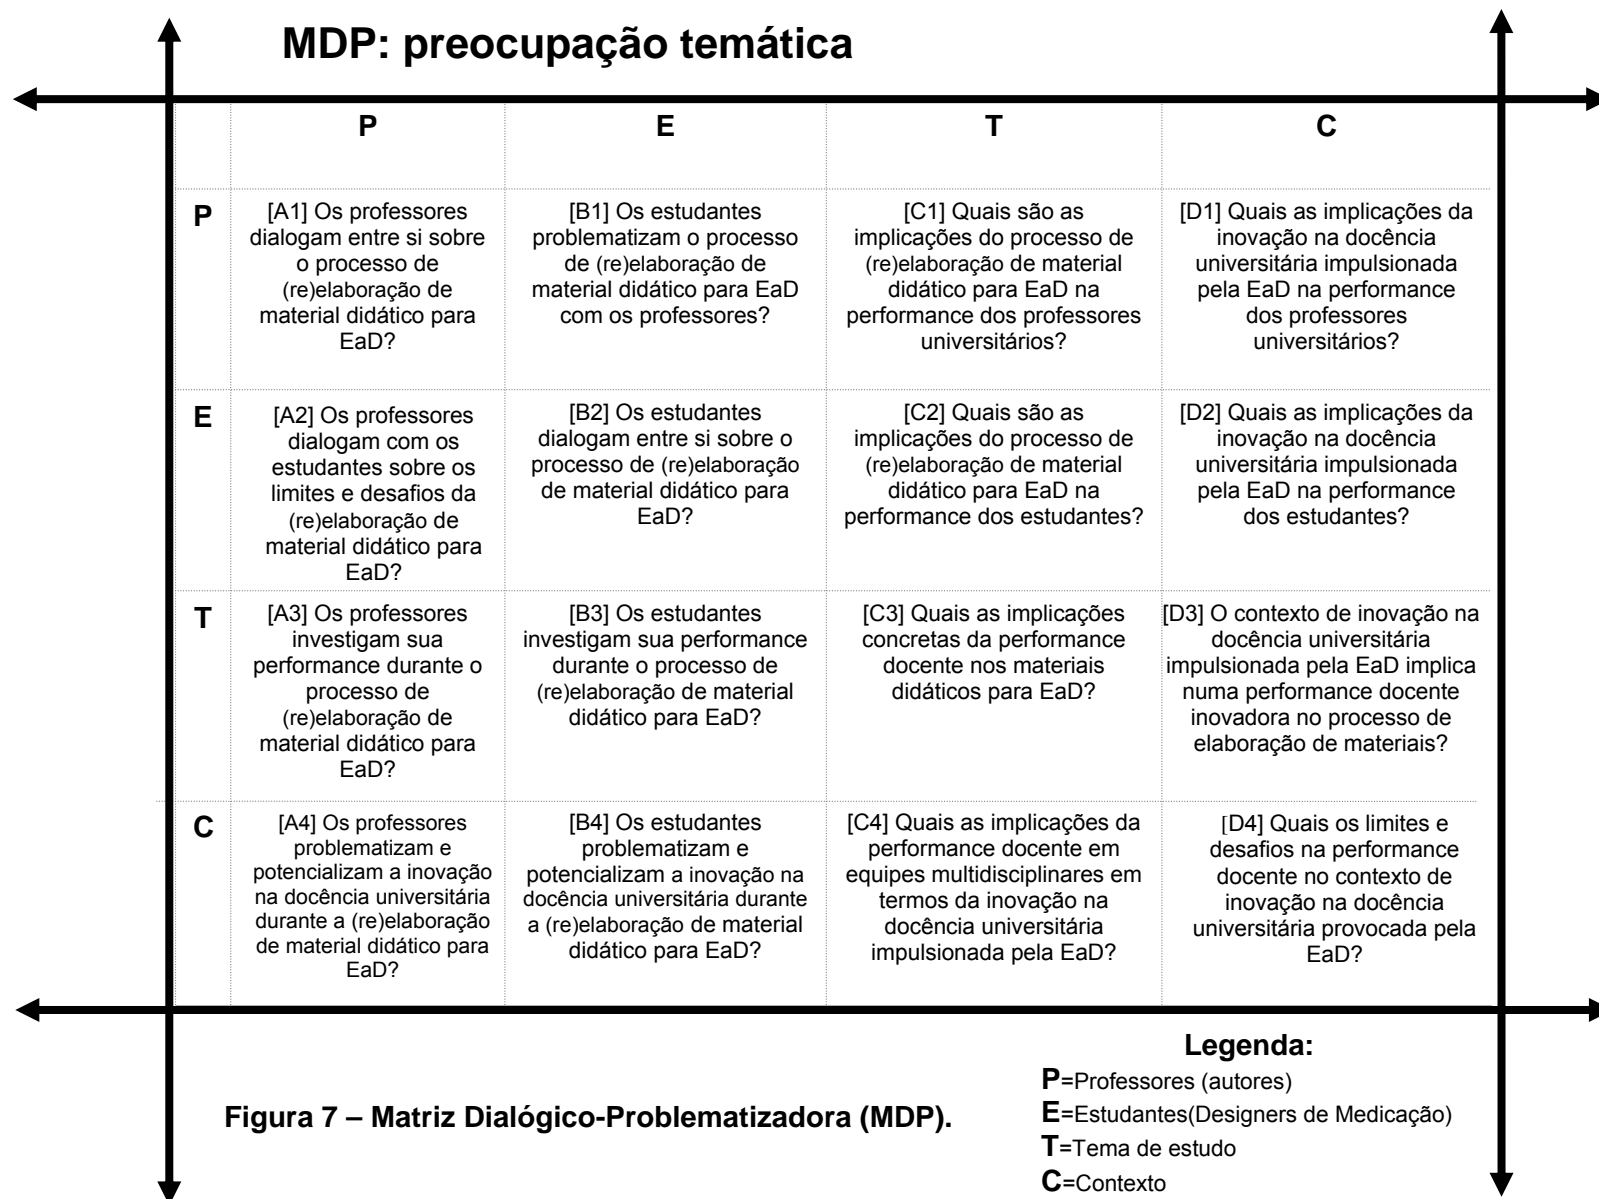 MDP: preocupação temática
P
E
T
C
P
[A1] Os professores
dialogam entre si sobre
o processo de
(re)elaboração de
material didático para
EaD?
[B1] Os estudantes
problematizam o processo
de (re)elaboração de
material didático para EaD
com os professores?
[C1] Quais são as
implicações do processo de
(re)elaboração de material
didático para EaD na
performance dos professores
universitários?
[D1] Quais as implicações da
inovação na docência
universitária impulsionada
pela EaD na performance
dos professores
universitários?
E
[A2] Os professores
dialogam com os
estudantes sobre os
limites e desafios da
(re)elaboração de
material didático para
EaD?
[B2] Os estudantes
dialogam entre si sobre o
processo de (re)elaboração
de material didático para
EaD?
[C2] Quais são as
implicações do processo de
(re)elaboração de material
didático para EaD na
performance dos estudantes?
[D2] Quais as implicações da
inovação na docência
universitária impulsionada
pela EaD na performance
dos estudantes?
T
[A3] Os professores
investigam sua
performance durante o
processo de
(re)elaboração de
material didático para
EaD?
[B3] Os estudantes
investigam sua performance
durante o processo de
(re)elaboração de material
didático para EaD?
[C3] Quais as implicações
concretas da performance
docente nos materiais
didáticos para EaD?
[D3] O contexto de inovação na
docência universitária
impulsionada pela EaD implica
numa performance docente
inovadora no processo de
elaboração de materiais?
C
[A4] Os professores
problematizam e
potencializam a inovação
na docência universitária
durante a (re)elaboração
de material didático para
EaD?
[B4] Os estudantes
problematizam e
potencializam a inovação na
docência universitária durante
a (re)elaboração de material
didático para EaD?
[C4] Quais as implicações da
performance docente em
equipes multidisciplinares em
termos da inovação na
docência universitária
impulsionada pela EaD?
[D4] Quais os limites e
desafios na performance
docente no contexto de
inovação na docência
universitária provocada pela
EaD?
Legenda:
P=Professores (autores)
E=Estudantes(Designers de Medicação)
T=Tema de estudo
C=Contexto
Figura 7 – Matriz Dialógico-Problematizadora (MDP).